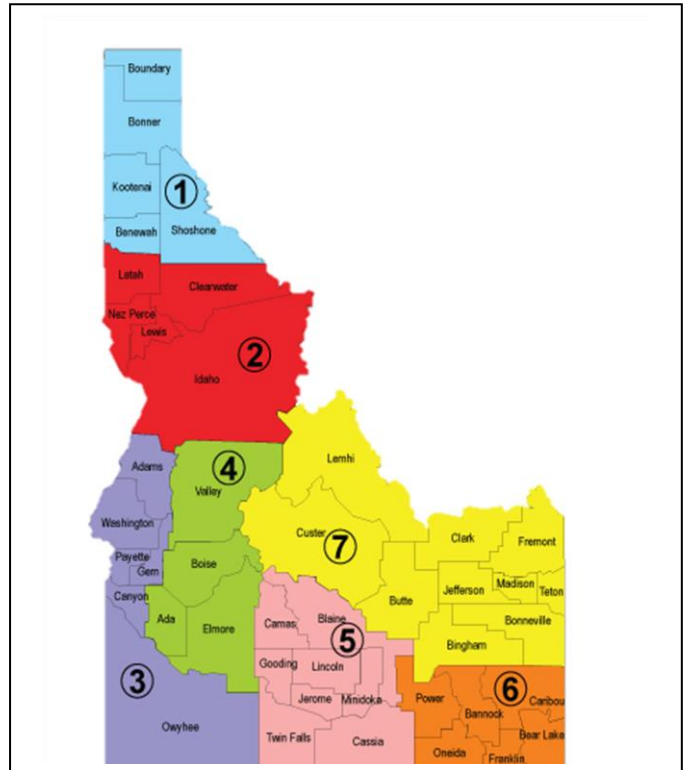 Boundary
Bonner
Kootenai
1
Benewah
Shoshone
Latah
Clearwater
Nez Perce
Lewis
2
Idaho
Adams
4
Valley
Lemhi
Washington
Custer
7
Clark
Fremont
Payette
Gem
Boise
Canyon
Butte
Jefferson
Madison
Teton
Ada
Elmore
Camas
Blaine
5
Bonneville
Bingham
Gooding
Lincoln
3
6
Power
Caribou
Jerome
Minidoka
Bannock
Owyhee
Twin Falls
Cassia
Bear Lake
Oneida
Franklin